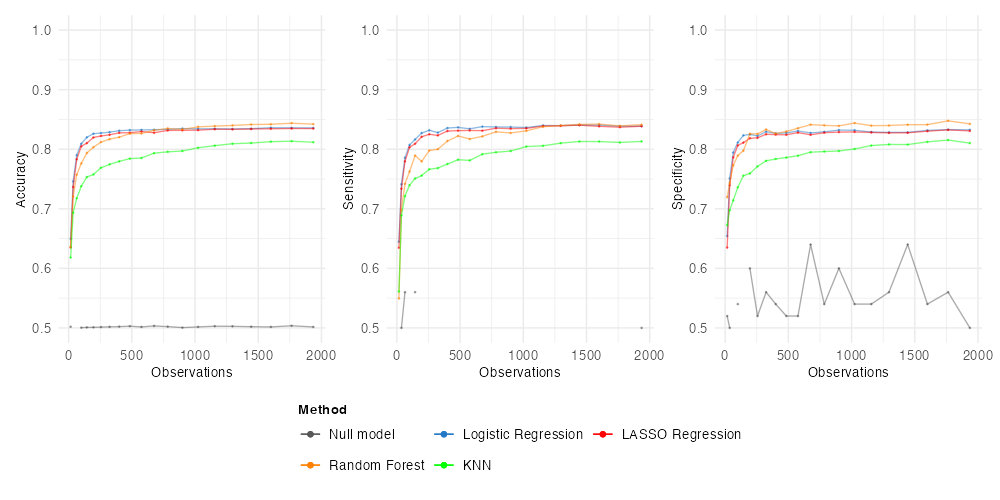 1.0
0.9
0.8
0.7
0.6
0.5
Accuracy
0 500 1000 1500 2000
Observations
1.0
0.9
0.8
0.7
0.6
0.5
Sensitivity
0 500 1000 1500 2000
Observations
1.0
0.9
0.8
0.7
0.6
0.5
Specificity
0 500 1000 1500 2000
Observations
Method
Null model Logistic Regression LASSO Regression
Random Forest KNN